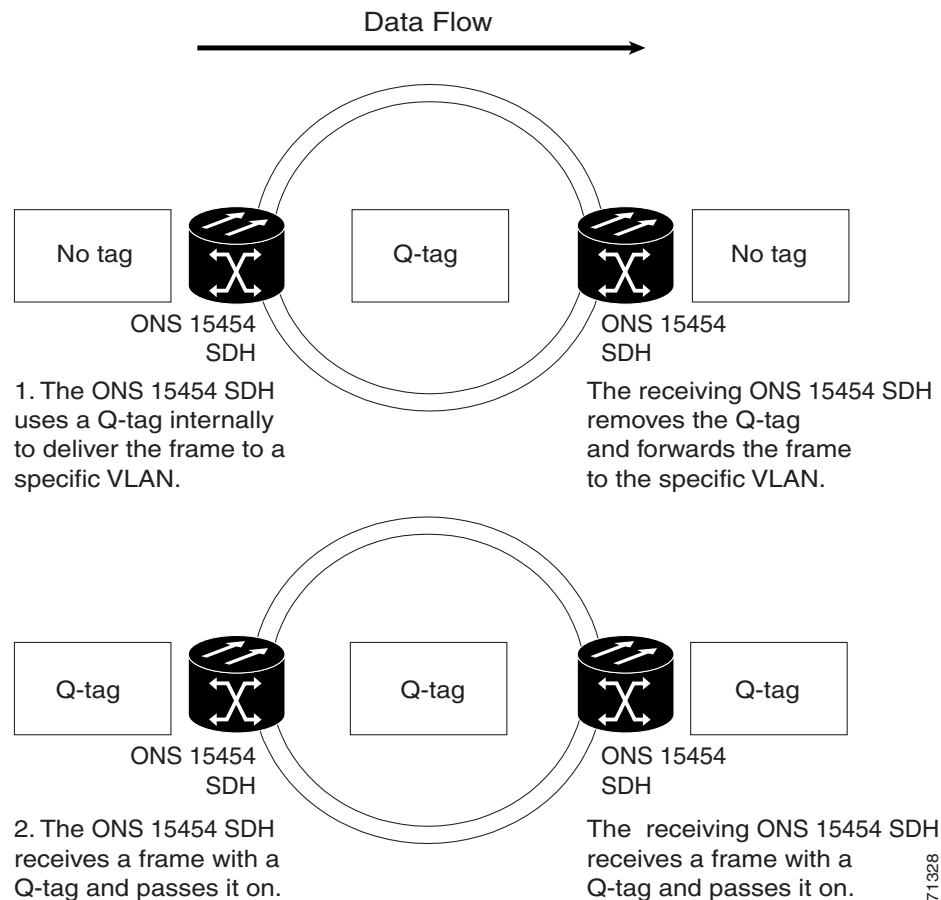 Data Flow
No tag
Q-tag
No tag
ONS 15454
SDH
ONS 15454
SDH
1. The ONS 15454 SDH
uses a Q-tag internally
to deliver the frame to a
specific VLAN.
The receiving ONS 15454 SDH
removes the Q-tag
and forwards the frame
to the specific VLAN.
Q-tag
Q-tag
Q-tag
ONS 15454
SDH
ONS 15454
SDH
2. The ONS 15454 SDH
receives a frame with a
Q-tag and passes it on.
The receiving ONS 15454 SDH
receives a frame with a
Q-tag and passes it on.
71328